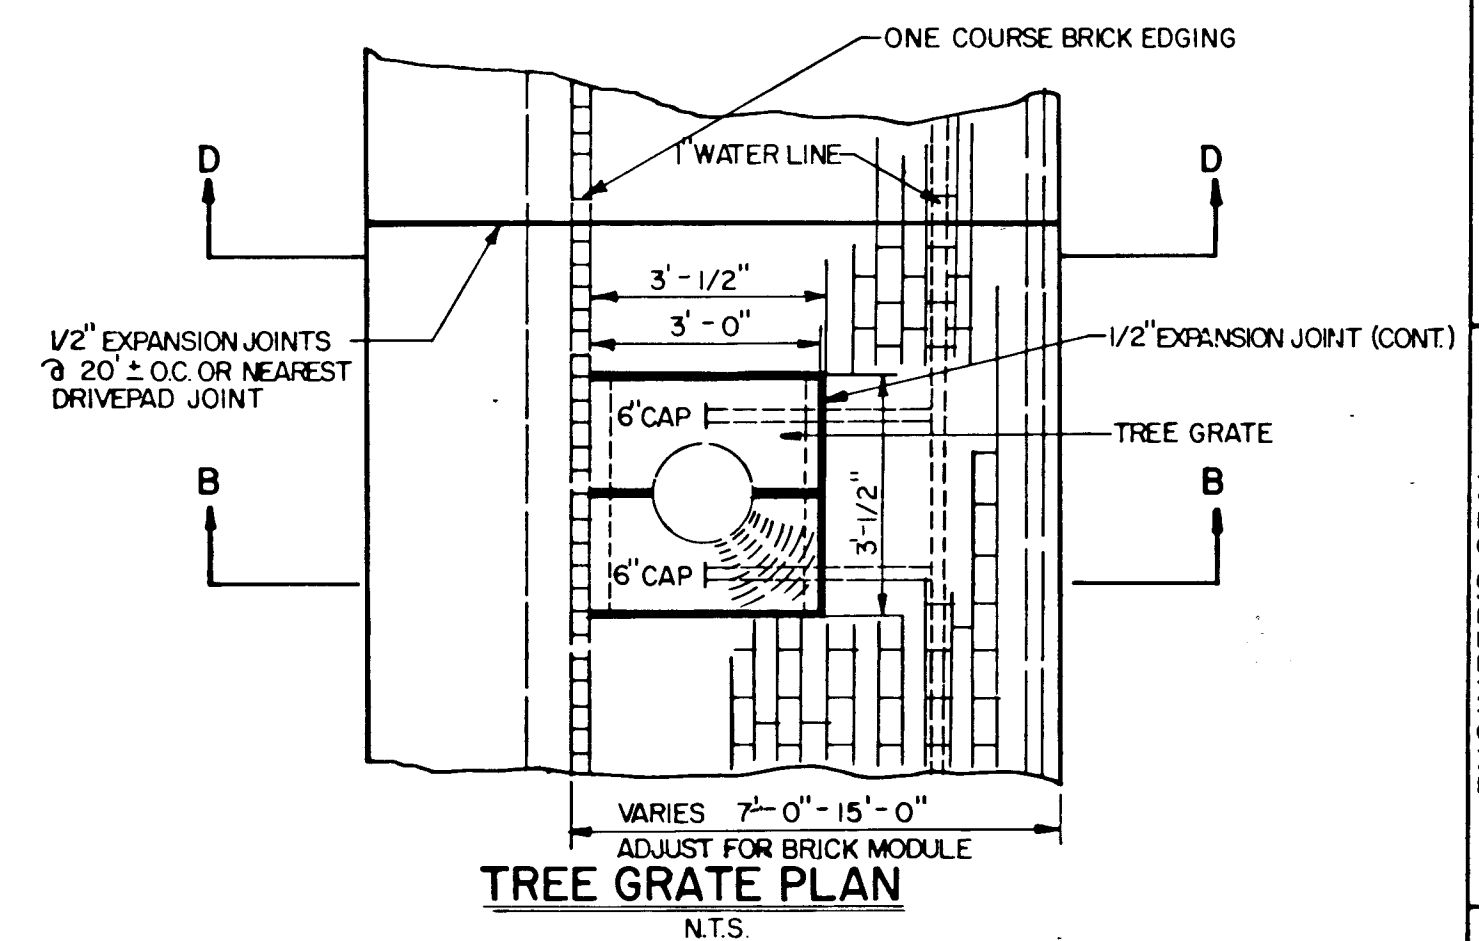 ONE COURSE BRICK EDGING
1" WATER LINE
D
D
3'-1/2"
3'-0"
1/2" EXPANSION JOINTS
@ 20' ± O.C. OR NEAREST
DRIVEPAD JOINT
1/2" EXPANSION JOINT (CONT.)
6" CAP
TREE GRATE
B
B
3'-1/2"
6" CAP
VARIES 7'-0"-15'-0"
ADJUST FOR BRICK MODULE
TREE GRATE PLAN
N.T.S.